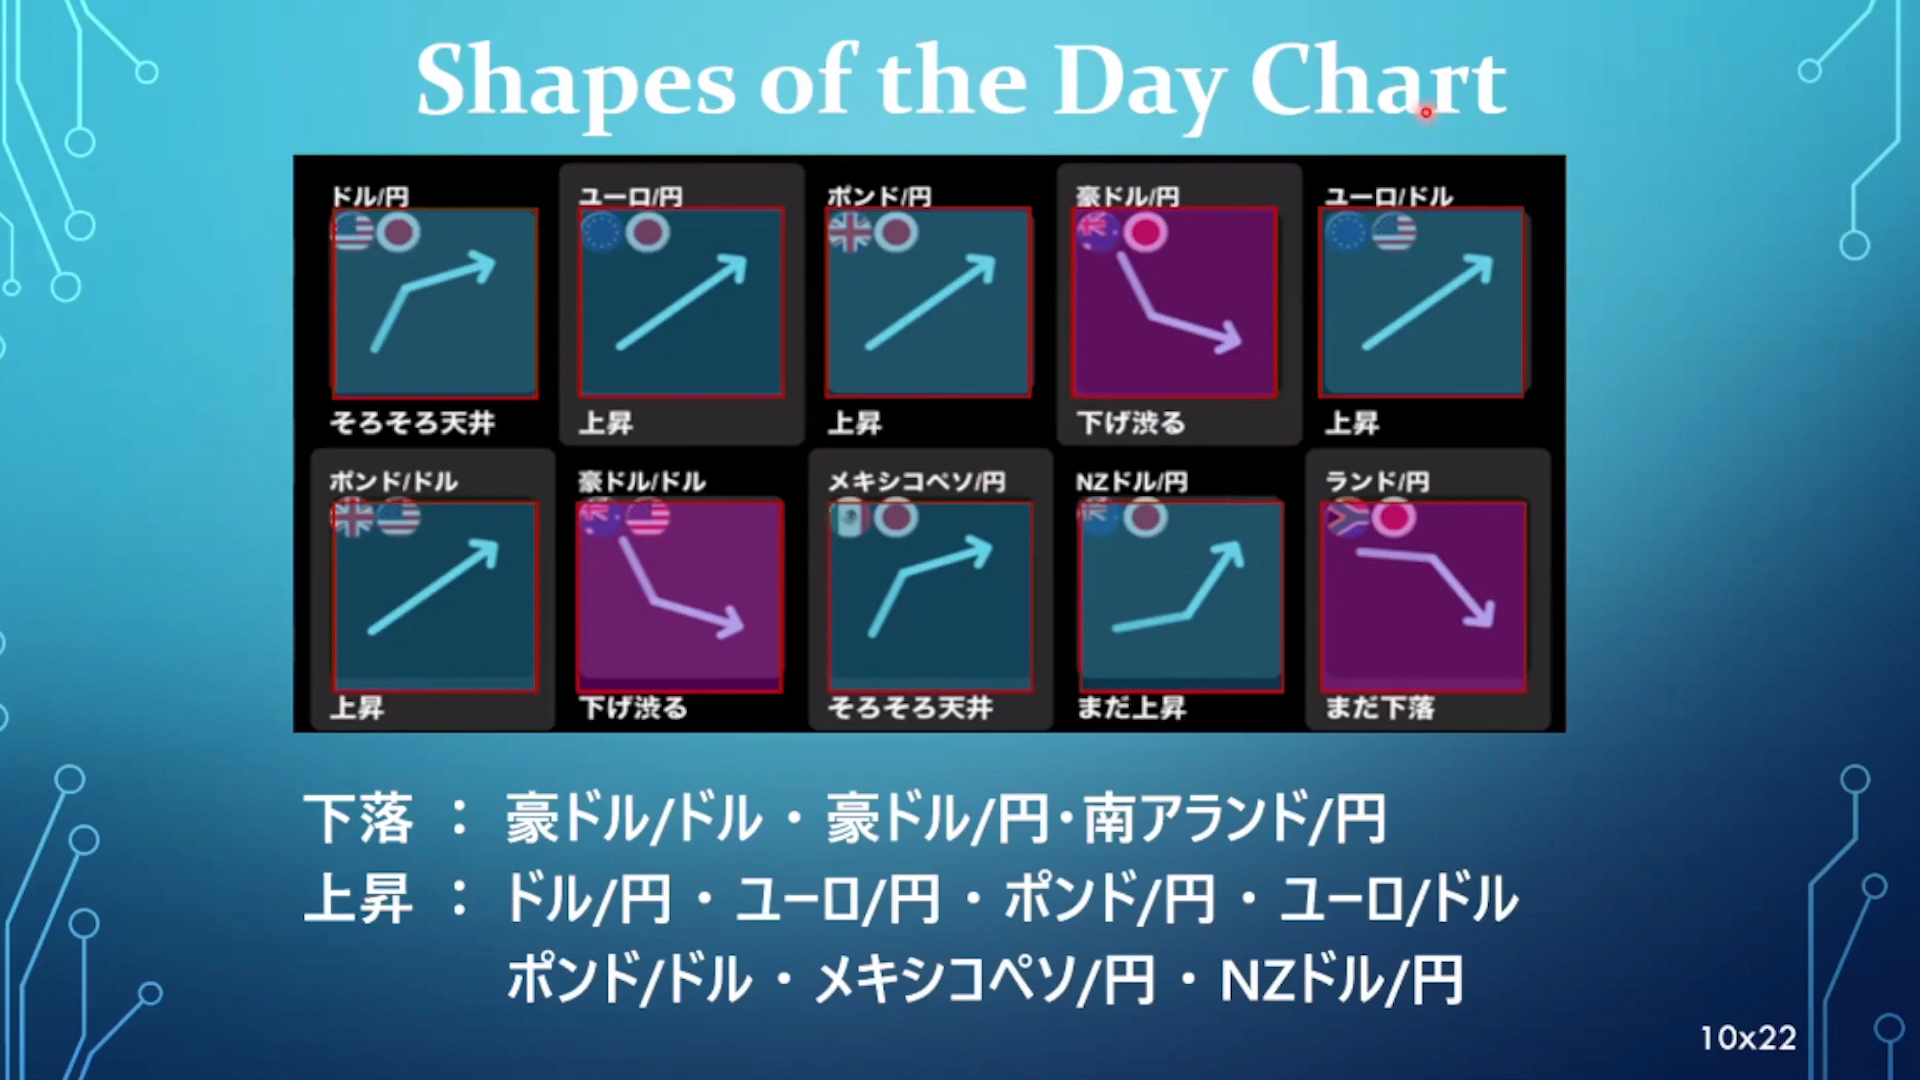 Shapes of the Day Chart
ドル/円 ユーロ/円 ポンド/円 豪ドル/円 ユーロ/ドル
そろそろ天井 上昇 上昇 下げ渋る 上昇
ポンド/ドル 豪ドル/ドル メキシコペソ/円 NZドル/円 ランド/円
上昇 下げ渋る そろそろ天井 まだ上昇 まだ下落
下落 : 豪ドル/ドル・豪ドル/円・南アランド/円
上昇 : ドル/円・ユーロ/円・ポンド/円・ユーロ/ドル
ポンド/ドル・メキシコペソ/円・NZドル/円
10x22